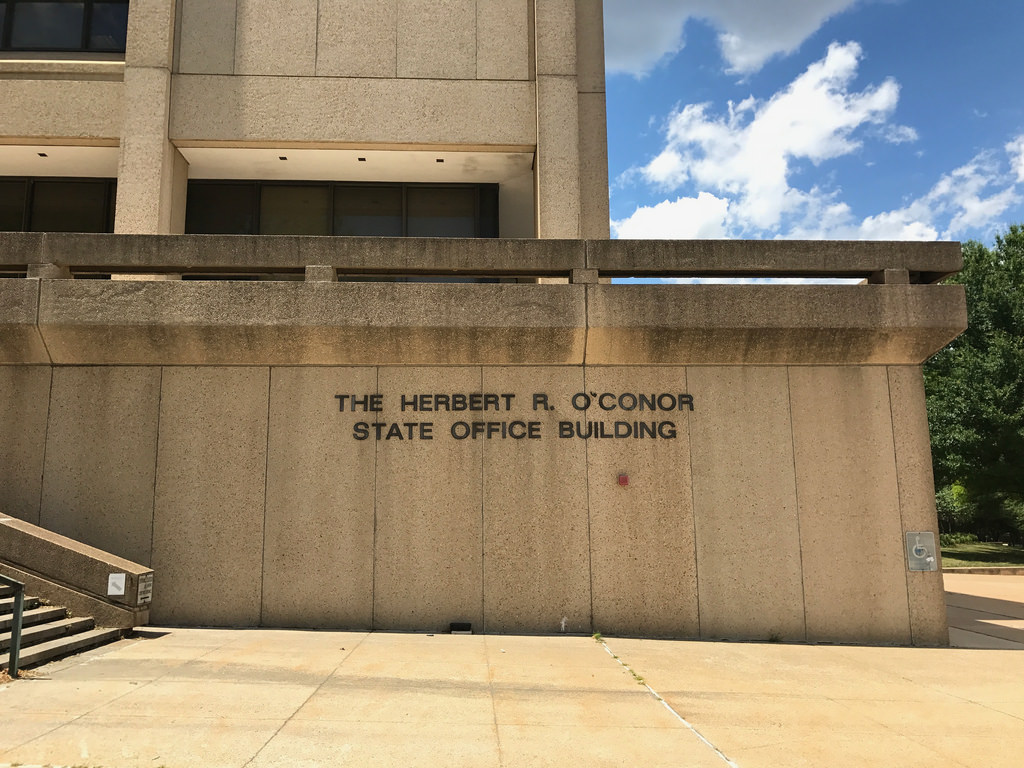 THE HERBERT R. O'CONOR
STATE OFFICE BUILDING